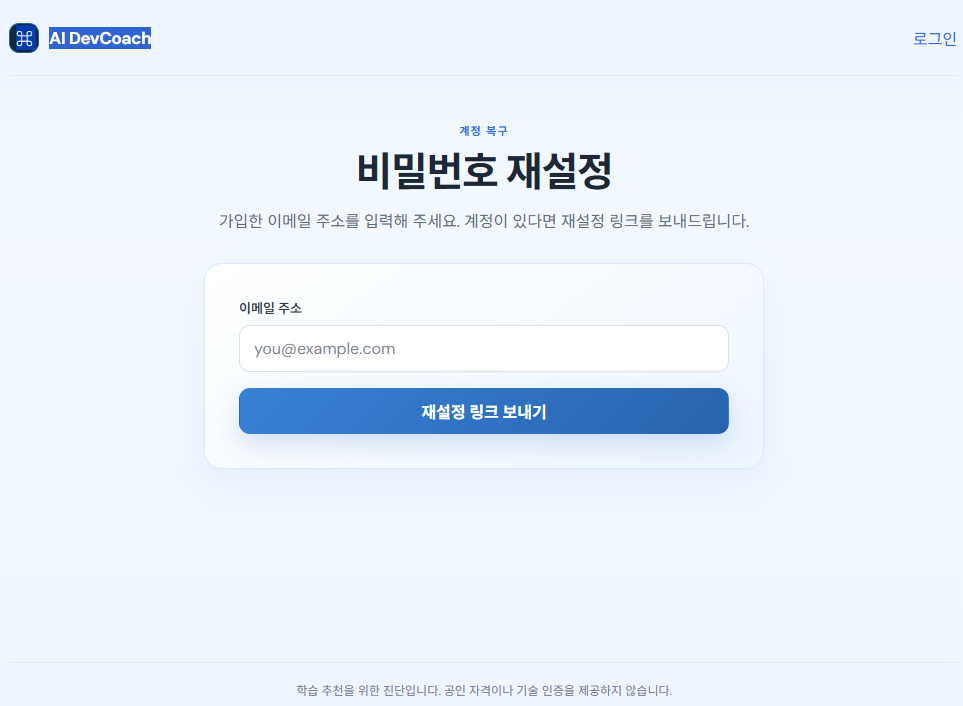 AI DevCoach
로그인
계정 복구
비밀번호 재설정
가입한 이메일 주소를 입력해 주세요. 계정이 있다면 재설정 링크를 보내드립니다.
이메일 주소
you@example.com
재설정 링크 보내기
학습 추천을 위한 진단입니다. 공인 자격이나 기술 인증을 제공하지 않습니다.